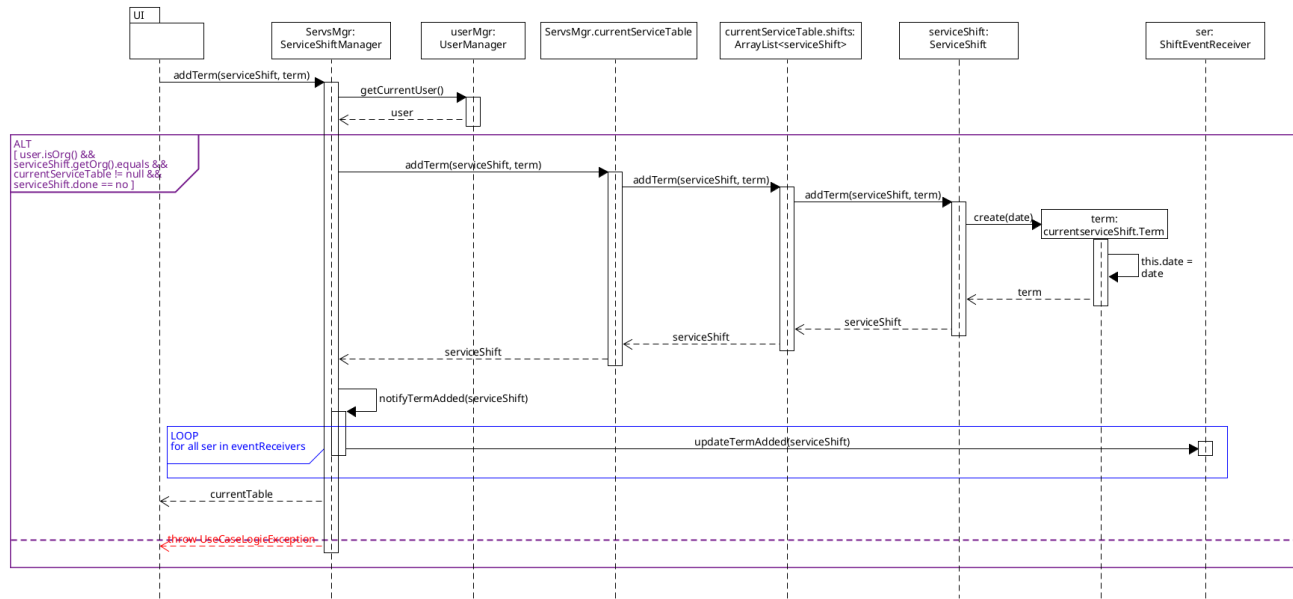 UI
ServsMgr:
ServiceShiftManager
userMgr:
UserManager
ServsMgr.currentServiceTable
currentServiceTable.shifts:
ArrayList<serviceShift>
serviceShift:
ServiceShift
ser:
ShiftEventReceiver
addTerm(serviceShift, term)
getCurrentUser()
user
ALT
[ user.isOrg() &&
serviceShift.getOrg().equals &&
currentServiceTable != null &&
serviceShift.done == no ]
addTerm(serviceShift, term)
addTerm(serviceShift, term)
addTerm(serviceShift, term)
create(date)
term:
currentserviceShift.Term
this.date =
date
term
serviceShift
serviceShift
serviceShift
notifyTermAdded(serviceShift)
LOOP
for all ser in eventReceivers
updateTermAdded(serviceShift)
currentTable
throw UseCaseLogicException